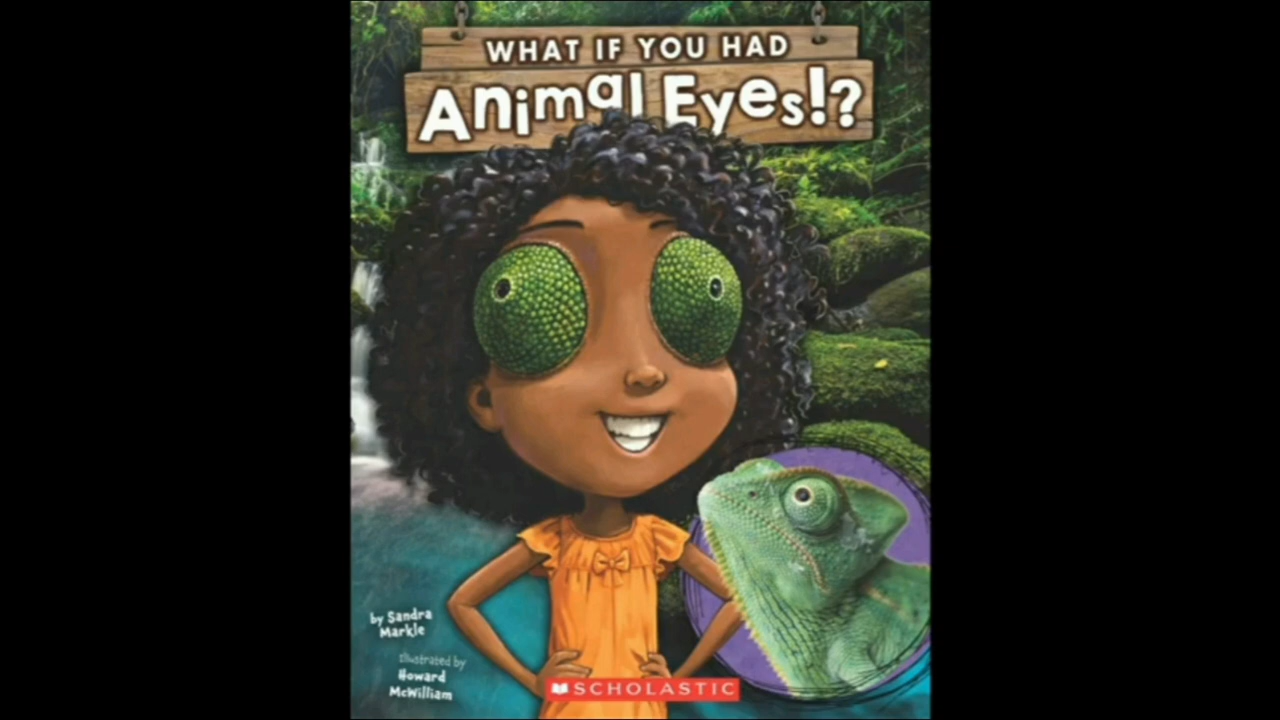 WHAT IF YOU HAD
Animal Eyes!?
by Sandra
Markle
Illustrated by
Howard
McWilliam
SCHOLASTIC